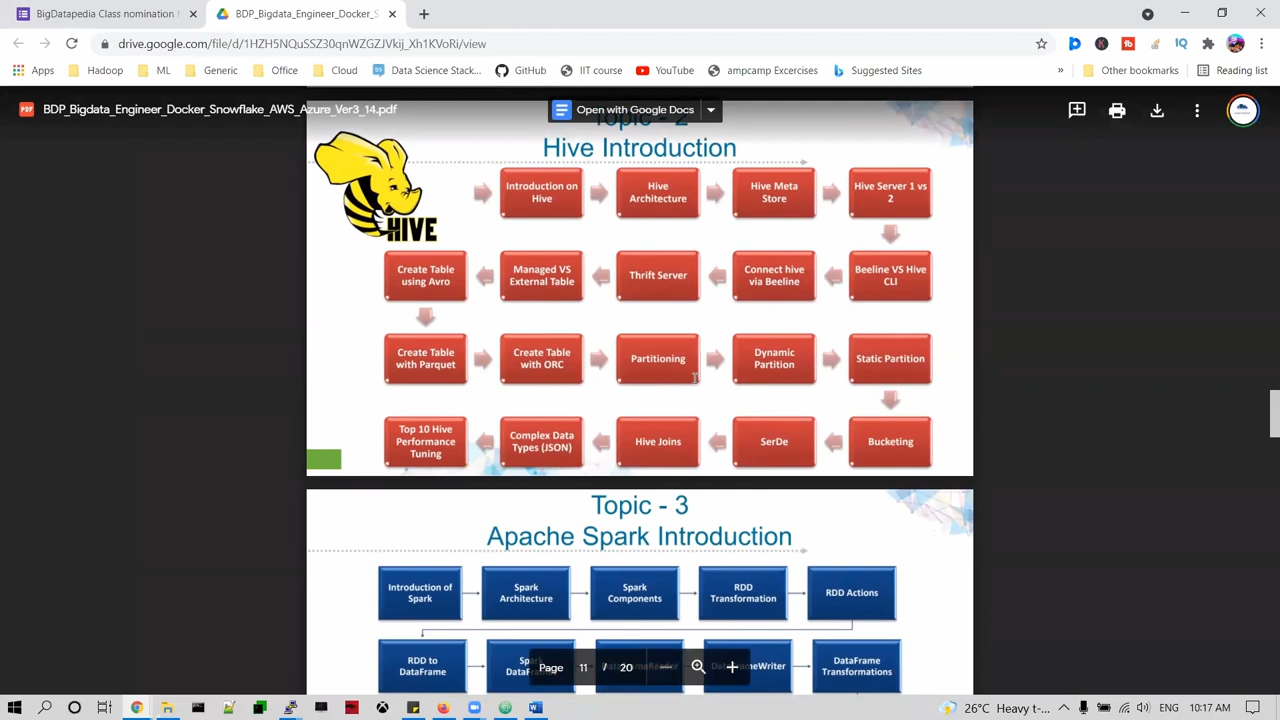 BigDatapedia Class nomination f
BDP_Bigdata_Engineer_Docker_S
drive.google.com/file/d/1HZH5NQuSSZ30qnWZGZJVkij_Xh1KVoRi/view
Apps
Hadoop
ML
Generic
Office
Cloud
Data Science Stack...
GitHub
IIT course
YouTube
ampcamp Excercises
Suggested Sites
»
Other bookmarks
Reading list
PDF
BDP_Bigdata_Engineer_Docker_Snowflake_AWS_Azure_Ver3_14.pdf
Open with Google Docs
Topic - 2
Hive Introduction
HIVE
Introduction on
Hive
Hive
Architecture
Hive Meta
Store
Hive Server 1 vs
2
Create Table
using Avro
Managed VS
External Table
Thrift Server
Connect hive
via Beeline
Beeline VS Hive
CLI
Create Table
with Parquet
Create Table
with ORC
Partitioning
Dynamic
Partition
Static Partition
Top 10 Hive
Performance
Tuning
Complex Data
Types (JSON)
Hive Joins
SerDe
Bucketing
Topic - 3
Apache Spark Introduction
Introduction of
Spark
Spark
Architecture
Spark
Components
RDD
Transformation
RDD Actions
RDD to
DataFrame
DataFrame
Transformations
Page 11 / 20
26°C Heavy t-...
ENG
10:17 AM